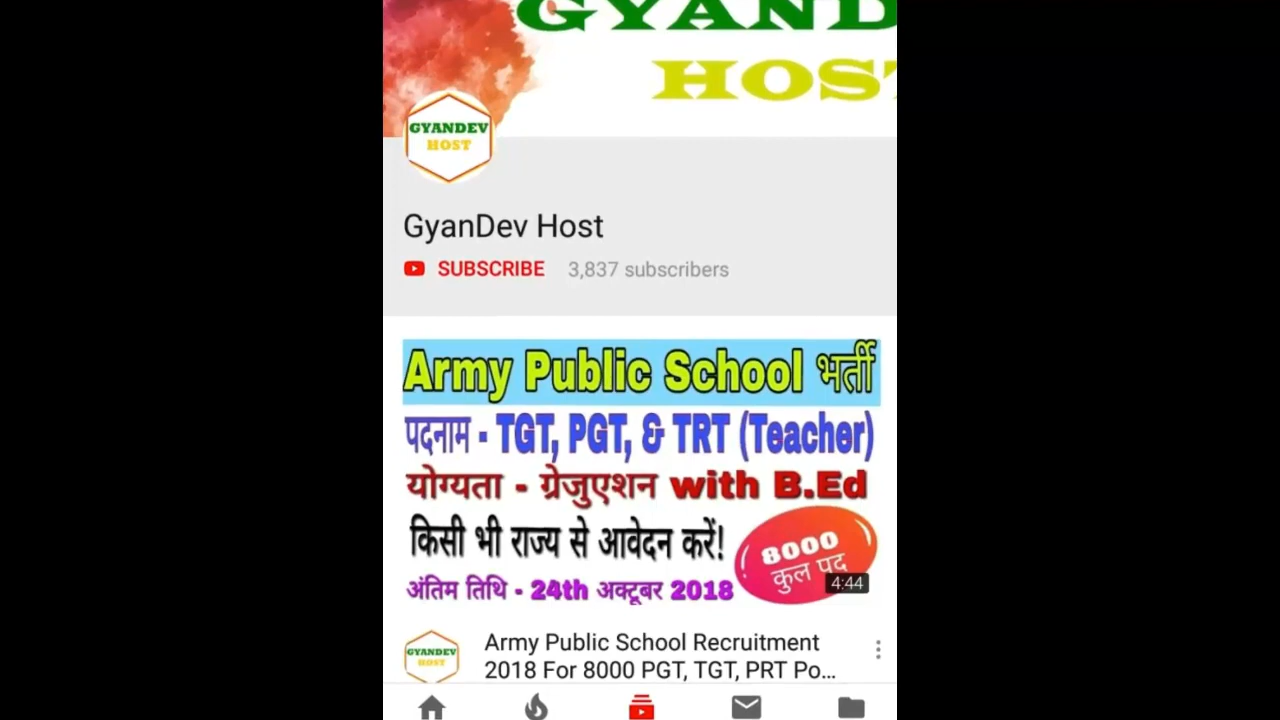 GYAND
HOST
GYANDEV
HOST
GyanDev Host
SUBSCRIBE 3,837 subscribers
Army Public School भर्ती
पदनाम - TGT, PGT, & TRT (Teacher)
योग्यता - ग्रेजुएशन with B.Ed
किसी भी राज्य से आवेदन करें!
8000
कुल पद
4:44
अंतिम तिथि - 24th अक्टूबर 2018
GYANDEV
HOST
Army Public School Recruitment
2018 For 8000 PGT, TGT, PRT Po...